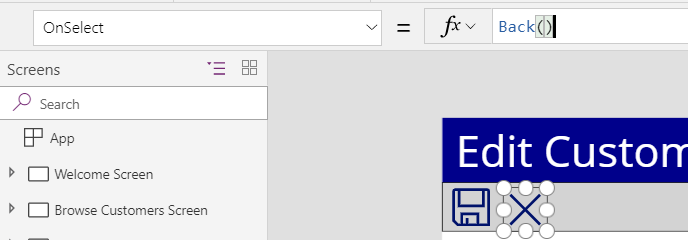 OnSelect = fx Back()
Screens
Search
App
Welcome Screen
Browse Customers Screen
Edit Custom